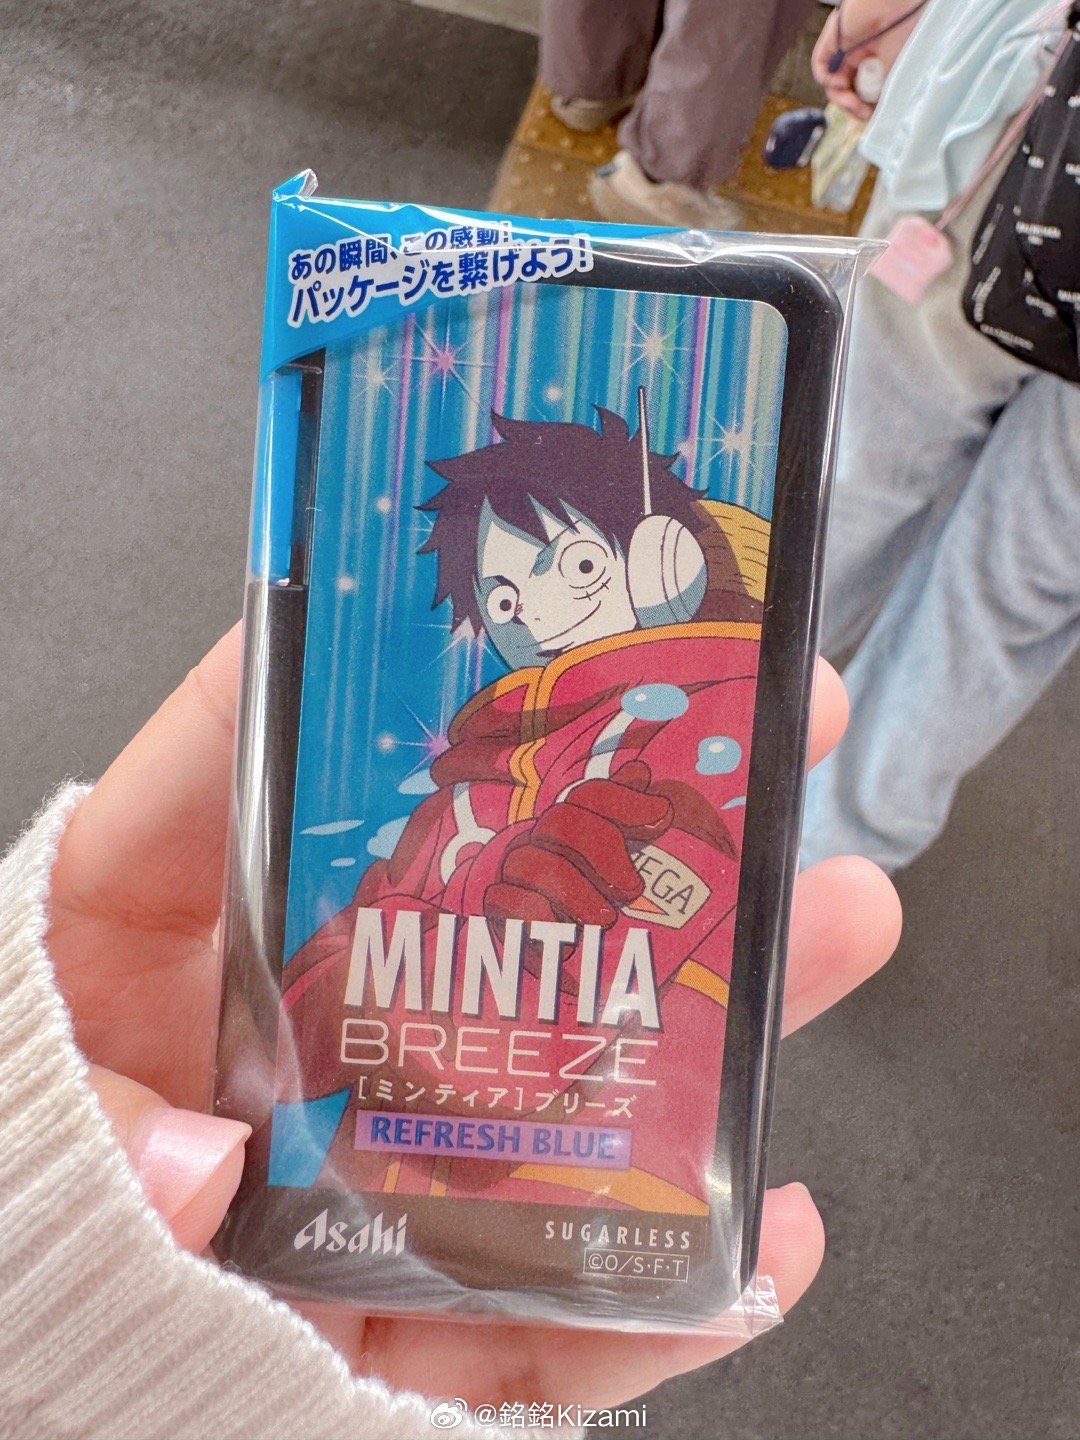 あの瞬間、この感動!
パッケージを繋げよう!
MEGA
MINTIA
BREEZE
[ミンティア]ブリーズ
REFRESH BLUE
Asahi
SUGARLESS
©O/S・F・T
@銘銘Kizami